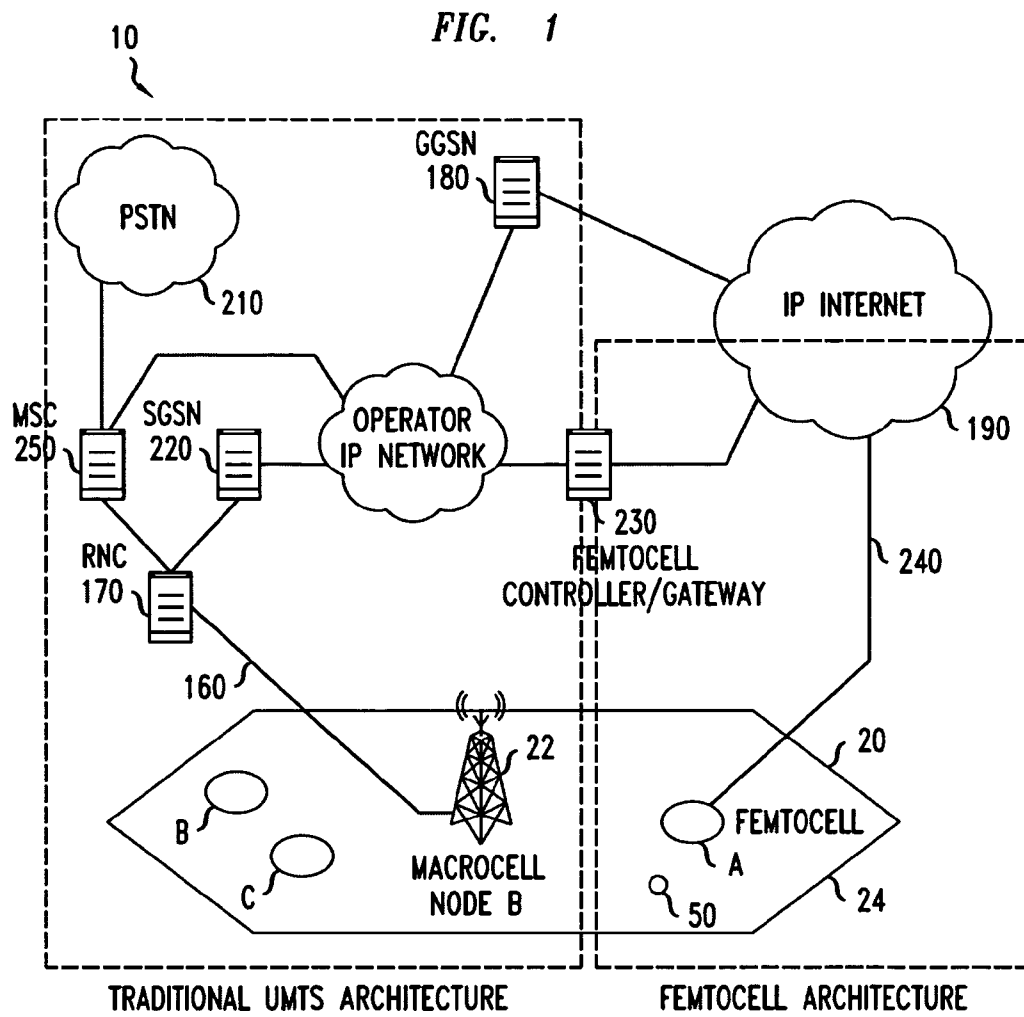 FIG. 1
10
GGSN
180
PSTN
IP INTERNET
210
MSC
250
SGSN
220
OPERATOR
IP NETWORK
190
230
FEMTOCELL
CONTROLLER/GATEWAY
240
RNC
170
160
22
20
B
C
MACROCELL
NODE B
FEMTOCELL
A
50
24
TRADITIONAL UMTS ARCHITECTURE
FEMTOCELL ARCHITECTURE